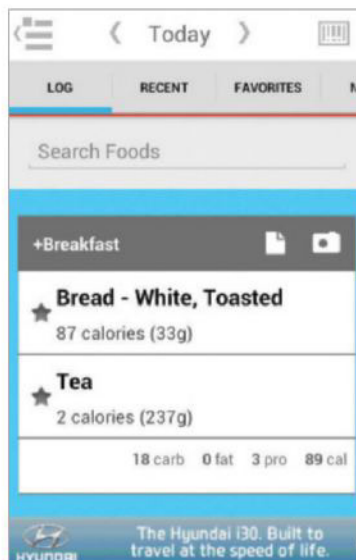 Today
LOG RECENT FAVORITES
Search Foods
+Breakfast
Bread - White, Toasted
87 calories (33g)
Tea
2 calories (237g)
18 carb 0 fat 3 pro 89 cal
HYUNDAI
The Hyundai i30. Built to
travel at the speed of life.